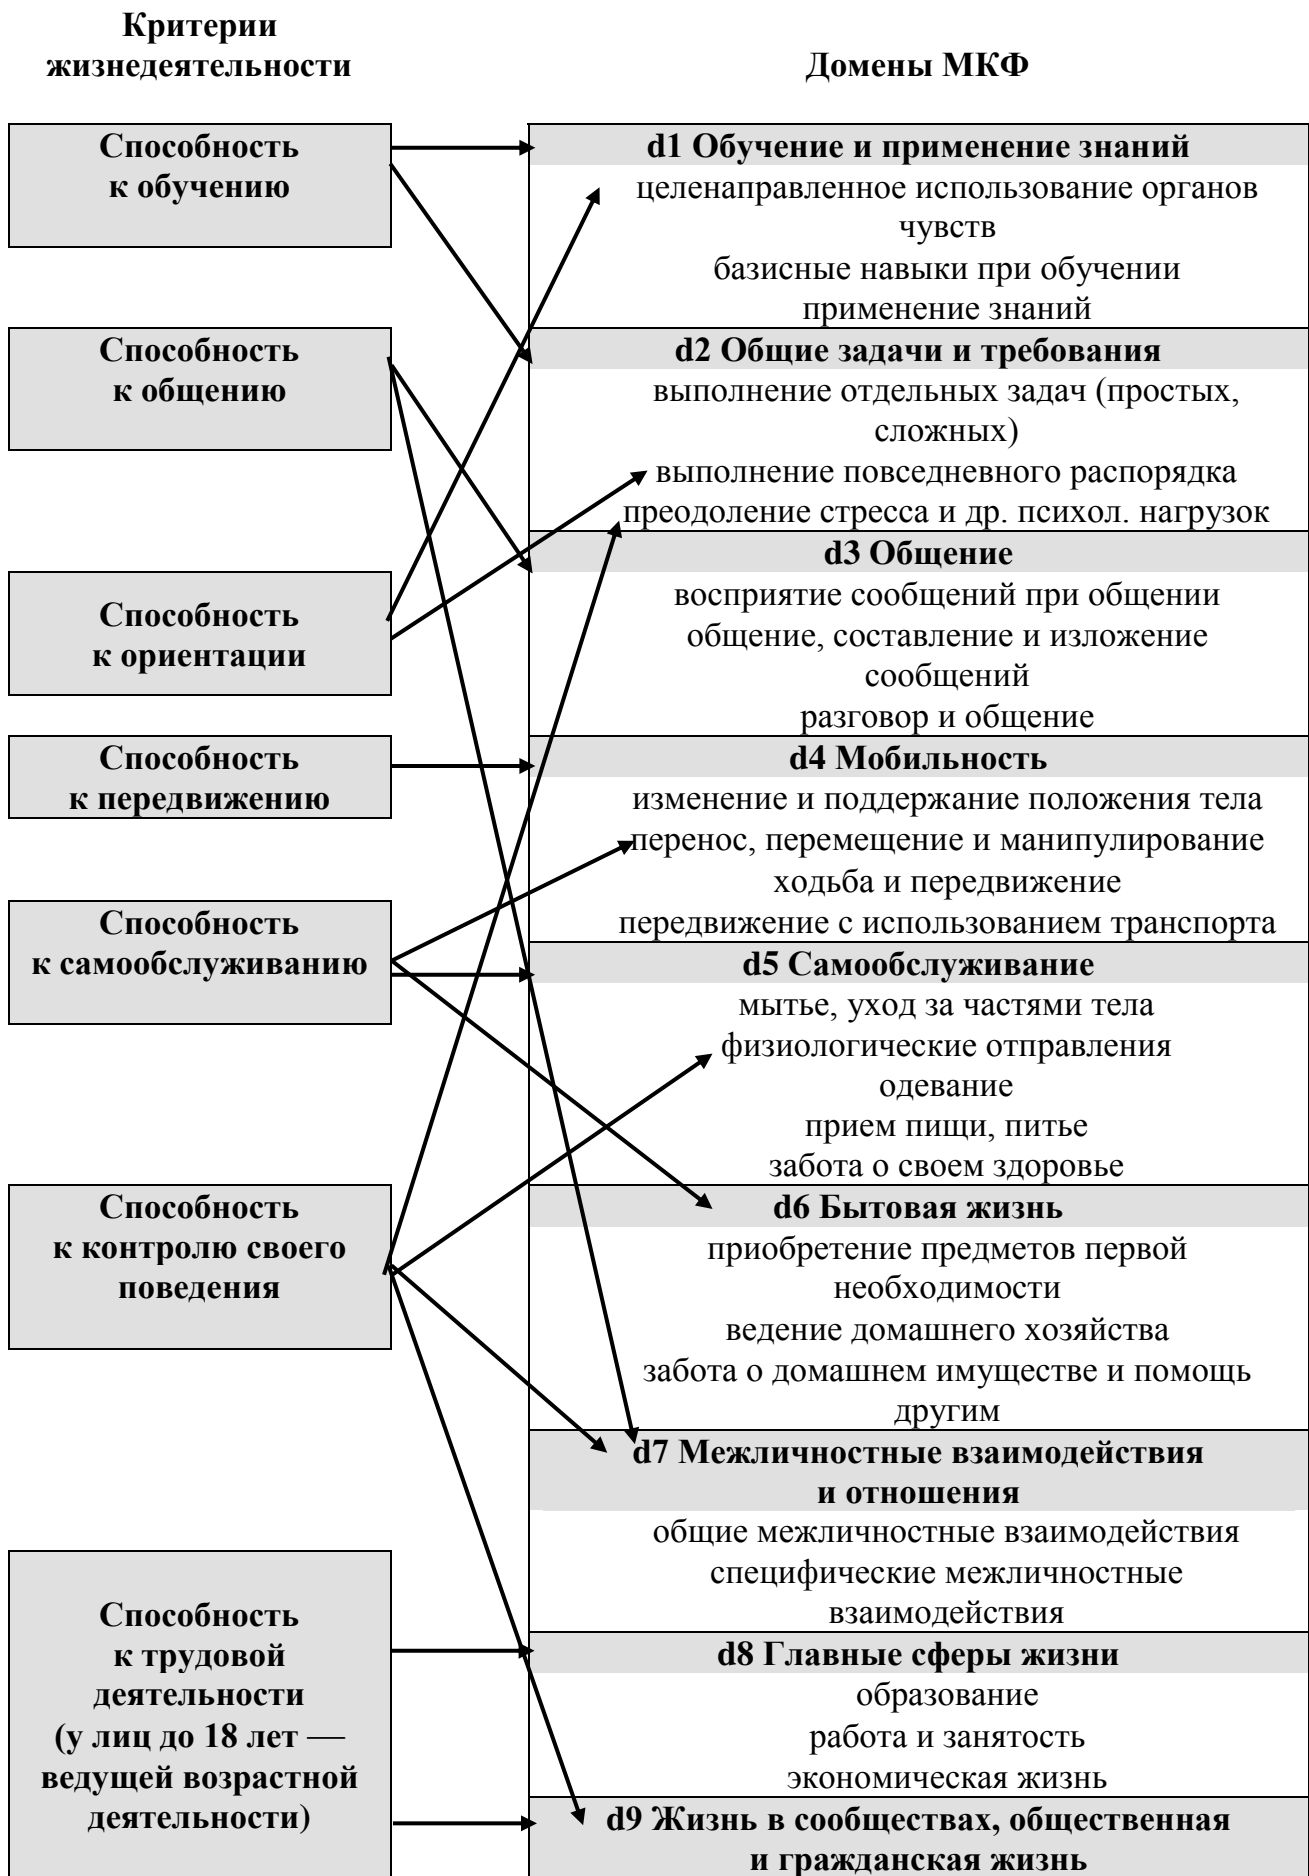 Критерии
жизнедеятельности
Домены МКФ
Способность
к обучению
Способность
к общению
Способность
к ориентации
Способность
к передвижению
Способность
к самообслуживанию
Способность
к контролю своего
поведения
Способность
к трудовой
деятельности
(у лиц до 18 лет —
ведущей возрастной
деятельности)
d1 Обучение и применение знаний
целенаправленное использование органов
чувств
базисные навыки при обучении
применение знаний
d2 Общие задачи и требования
выполнение отдельных задач (простых,
сложных)
выполнение повседневного распорядка
преодоление стресса и др. психол. нагрузок
d3 Общение
восприятие сообщений при общении
общение, составление и изложение
сообщений
разговор и общение
d4 Мобильность
изменение и поддержание положения тела
перенос, перемещение и манипулирование
ходьба и передвижение
передвижение с использованием транспорта
d5 Самообслуживание
мытье, уход за частями тела
физиологические отправления
одевание
прием пищи, питье
забота о своем здоровье
d6 Бытовая жизнь
приобретение предметов первой
необходимости
ведение домашнего хозяйства
забота о домашнем имуществе и помощь
другим
d7 Межличностные взаимодействия
и отношения
общие межличностные взаимодействия
специфические межличностные
взаимодействия
d8 Главные сферы жизни
образование
работа и занятость
экономическая жизнь
d9 Жизнь в сообществах, общественная
и гражданская жизнь